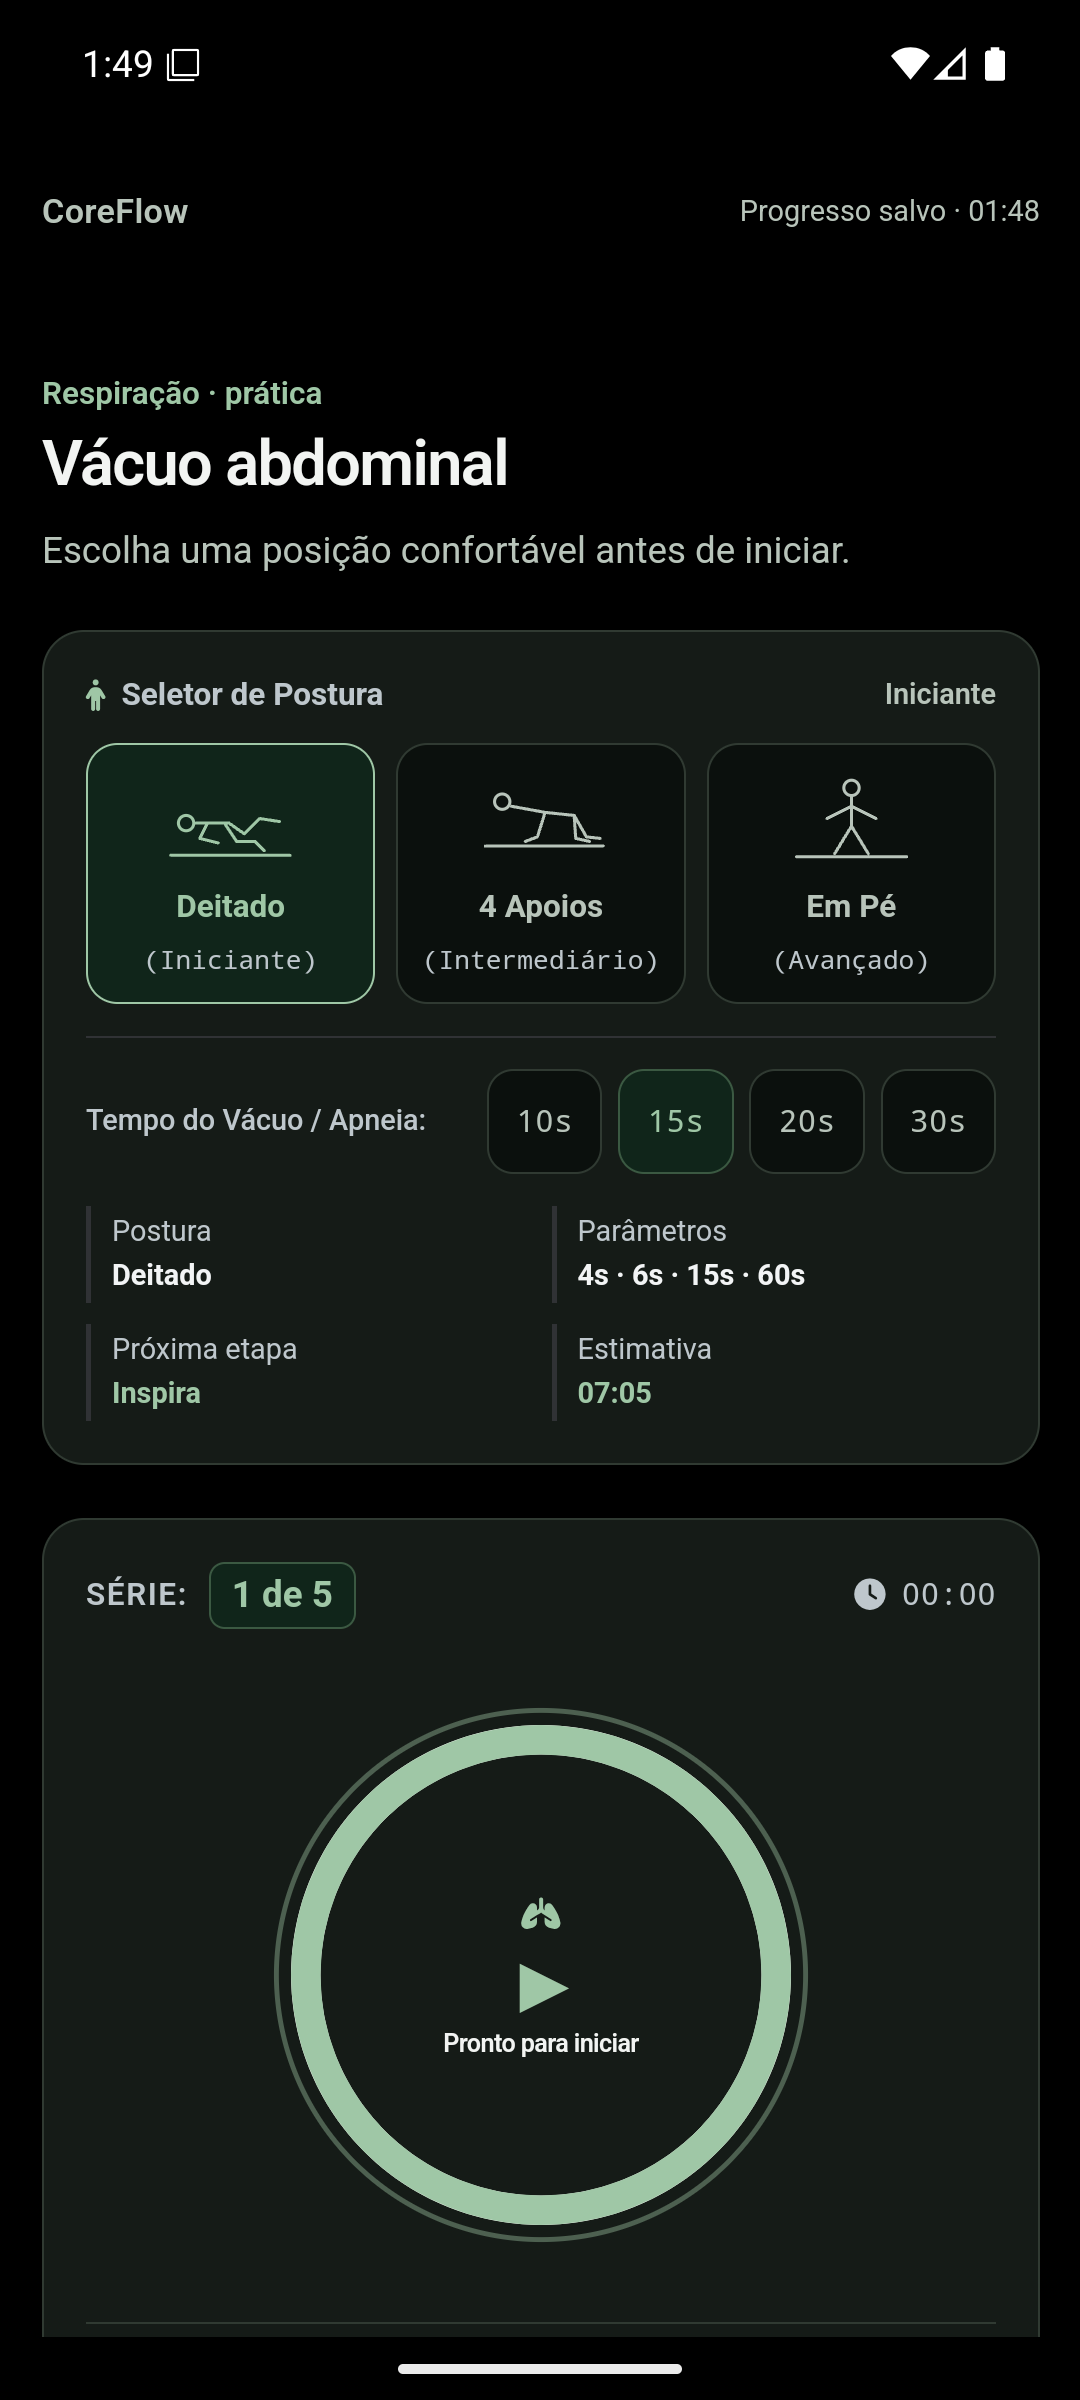 1:49
CoreFlow
Progresso salvo · 01:48
Respiração · prática
Vácuo abdominal
Escolha uma posição confortável antes de iniciar.
Seletor de Postura
Iniciante
Deitado
(Iniciante)
4 Apoios
(Intermediário)
Em Pé
(Avançado)
Tempo do Vácuo / Apneia:
10s
15s
20s
30s
Postura
Deitado
Parâmetros
4s · 6s · 15s · 60s
Próxima etapa
Inspira
Estimativa
07:05
SÉRIE:
1 de 5
00:00
Pronto para iniciar